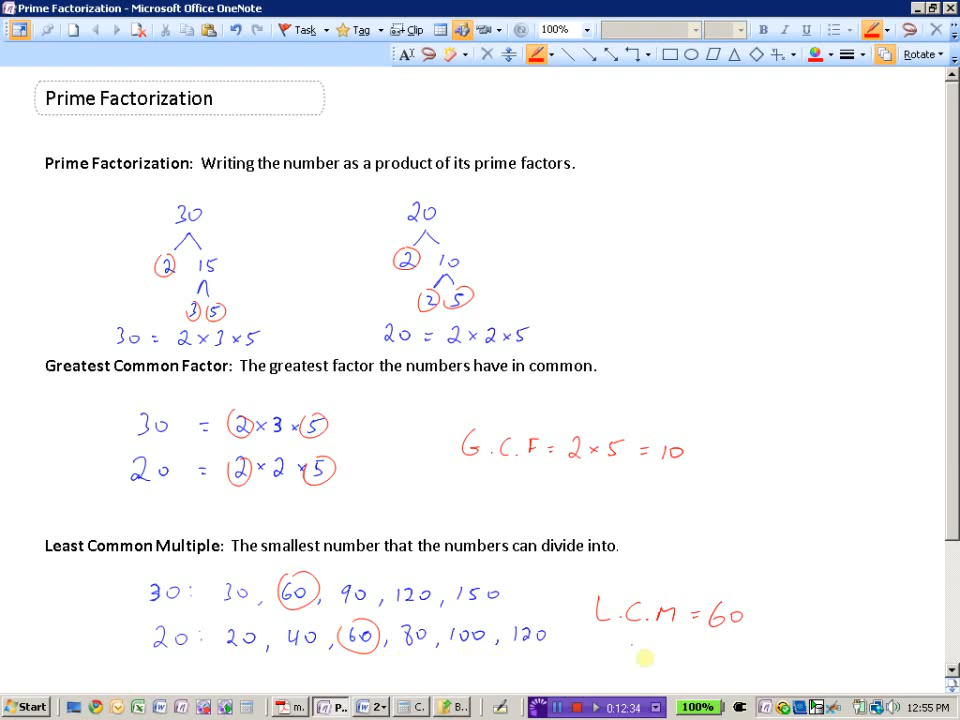 Prime Factorization - Microsoft Office OneNote
Task Tag Clip 100% B I U
A Rotate
Prime Factorization
Prime Factorization: Writing the number as a product of its prime factors.
30 20
2 15 2 10
3 5 2 5
30 = 2 × 3 × 5 20 = 2 × 2 × 5
Greatest Common Factor: The greatest factor the numbers have in common.
30 = 2 × 3 × 5
G.C.F = 2 × 5 = 10
20 = 2 × 2 × 5
Least Common Multiple: The smallest number that the numbers can divide into.
30: 30, 60, 90, 120, 150
L.C.M = 60
20: 20, 40, 60, 80, 100, 120
Start m. P.. 2 C. B.. 0:12:34 100% 12:55 PM